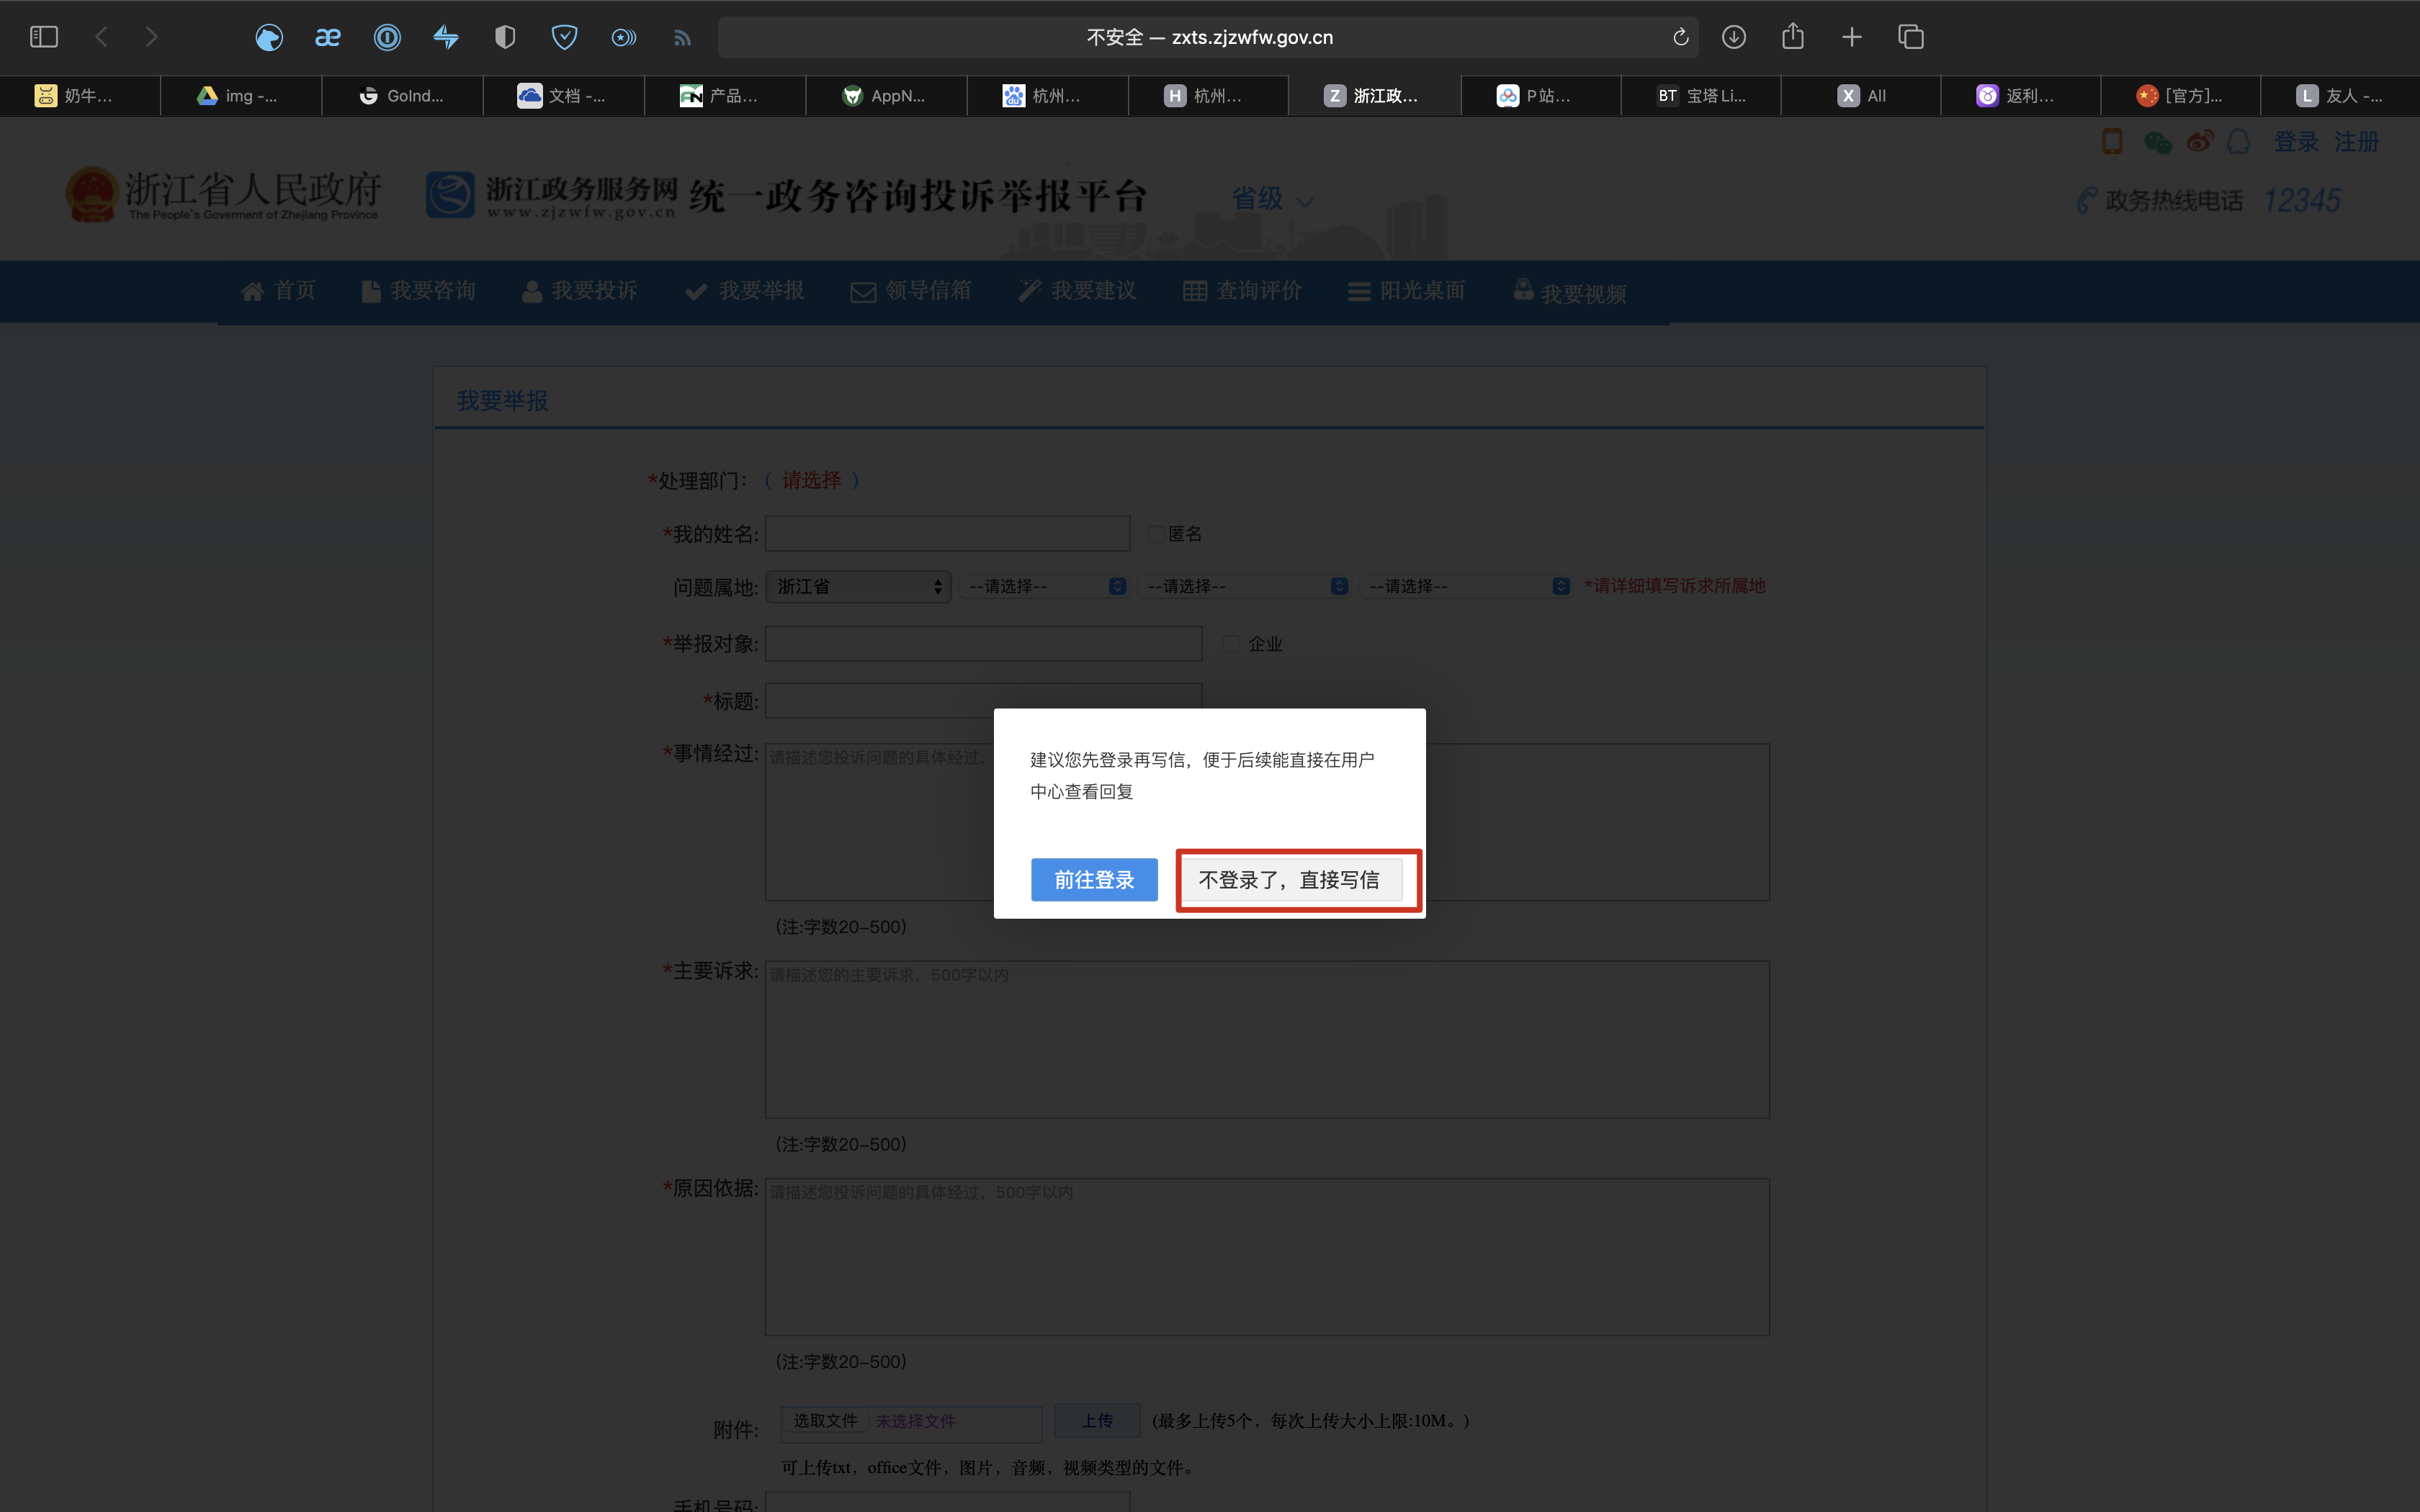 不安全 — zxts.zjzwfw.gov.cn
奶牛... img -... GoInd... 文档 -... 产品... AppN... 杭州... H 杭州... Z 浙江政... P站... BT 宝塔Li... X All 返利... [官方]... L 友人 -...
登录 注册
浙江省人民政府
The People's Goverment of Zhejiang Province
浙江政务服务网
www.zjzwfw.gov.cn
统一政务咨询投诉举报平台
省级
政务热线电话 12345
首页 我要咨询 我要投诉 我要举报 领导信箱 我要建议 查询评价 阳光桌面 我要视频
我要举报
*处理部门：（ 请选择 ）
*我的姓名: 匿名
问题属地: 浙江省 --请选择-- --请选择-- --请选择-- *请详细填写诉求所属地
*举报对象: 企业
*标题:
*事情经过: 请描述您投诉问题的具体经过，
建议您先登录再写信，便于后续能直接在用户
中心查看回复
前往登录 不登录了，直接写信
(注:字数20-500)
*主要诉求: 请描述您的主要诉求，500字以内
(注:字数20-500)
*原因依据: 请描述您投诉问题的具体经过，500字以内
(注:字数20-500)
附件: 选取文件 未选择文件 上传 (最多上传5个，每次上传大小上限:10M。)
可上传txt，office文件，图片，音频，视频类型的文件。
手机号码: